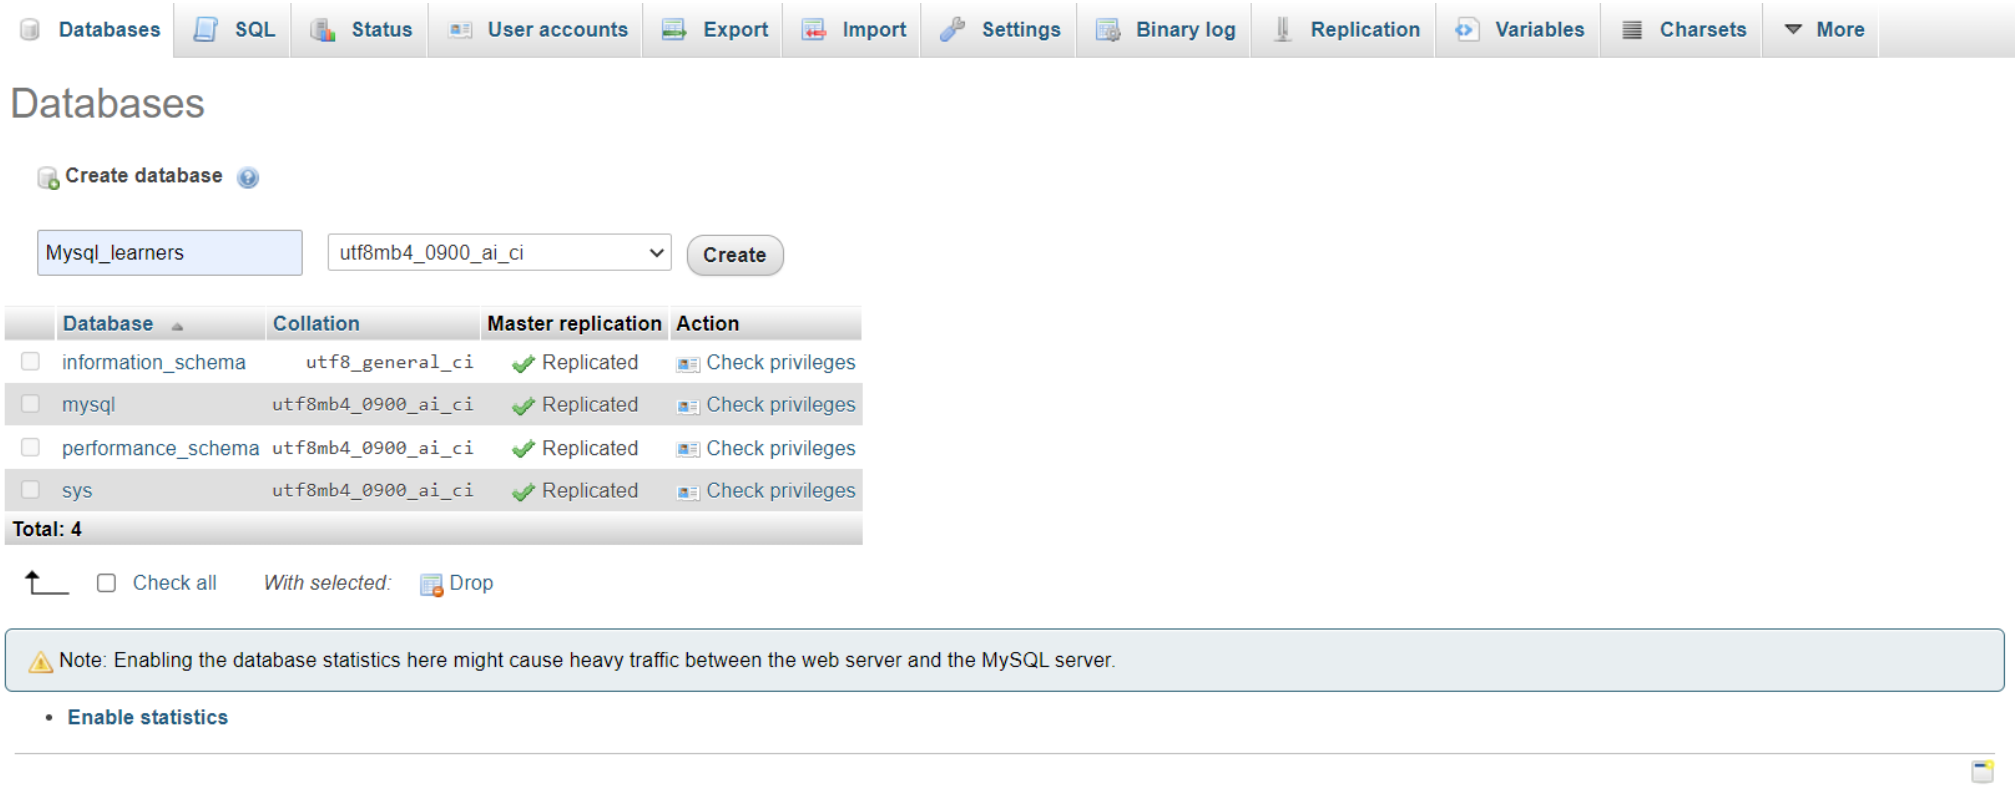 Databases SQL Status User accounts Export Import Settings Binary log Replication Variables Charsets More
Databases
Create database
Mysql_learners utf8mb4_0900_ai_ci Create
Database Collation Master replication Action
information_schema utf8_general_ci Replicated Check privileges
mysql utf8mb4_0900_ai_ci Replicated Check privileges
performance_schema utf8mb4_0900_ai_ci Replicated Check privileges
sys utf8mb4_0900_ai_ci Replicated Check privileges
Total: 4
Check all With selected: Drop
Note: Enabling the database statistics here might cause heavy traffic between the web server and the MySQL server.
• Enable statistics